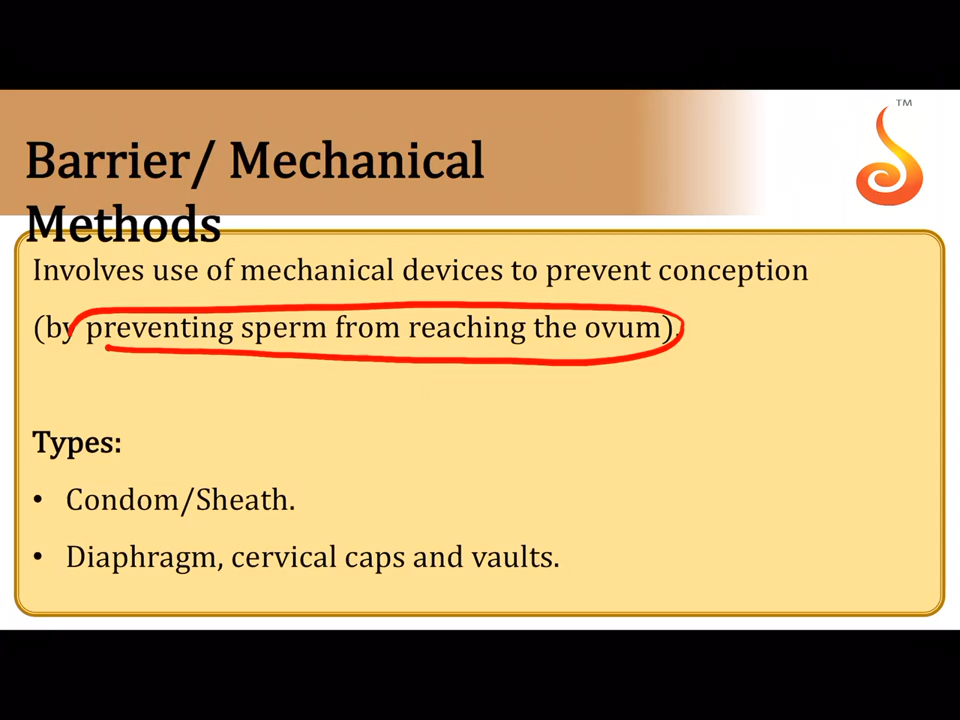 TM
Barrier/ Mechanical
Methods
Involves use of mechanical devices to prevent conception
(by preventing sperm from reaching the ovum).
Types:
• Condom/Sheath.
• Diaphragm, cervical caps and vaults.